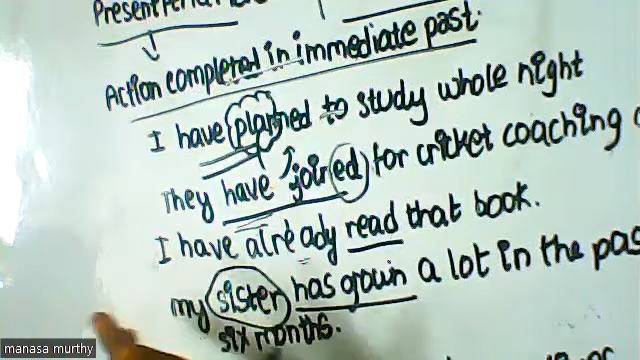 Present
Action completed in immediate past.
I have planned to study whole night
They have joined for cricket coaching
I have already read that book.
my sister has grown a lot in the pas
six months.
manasa murthy